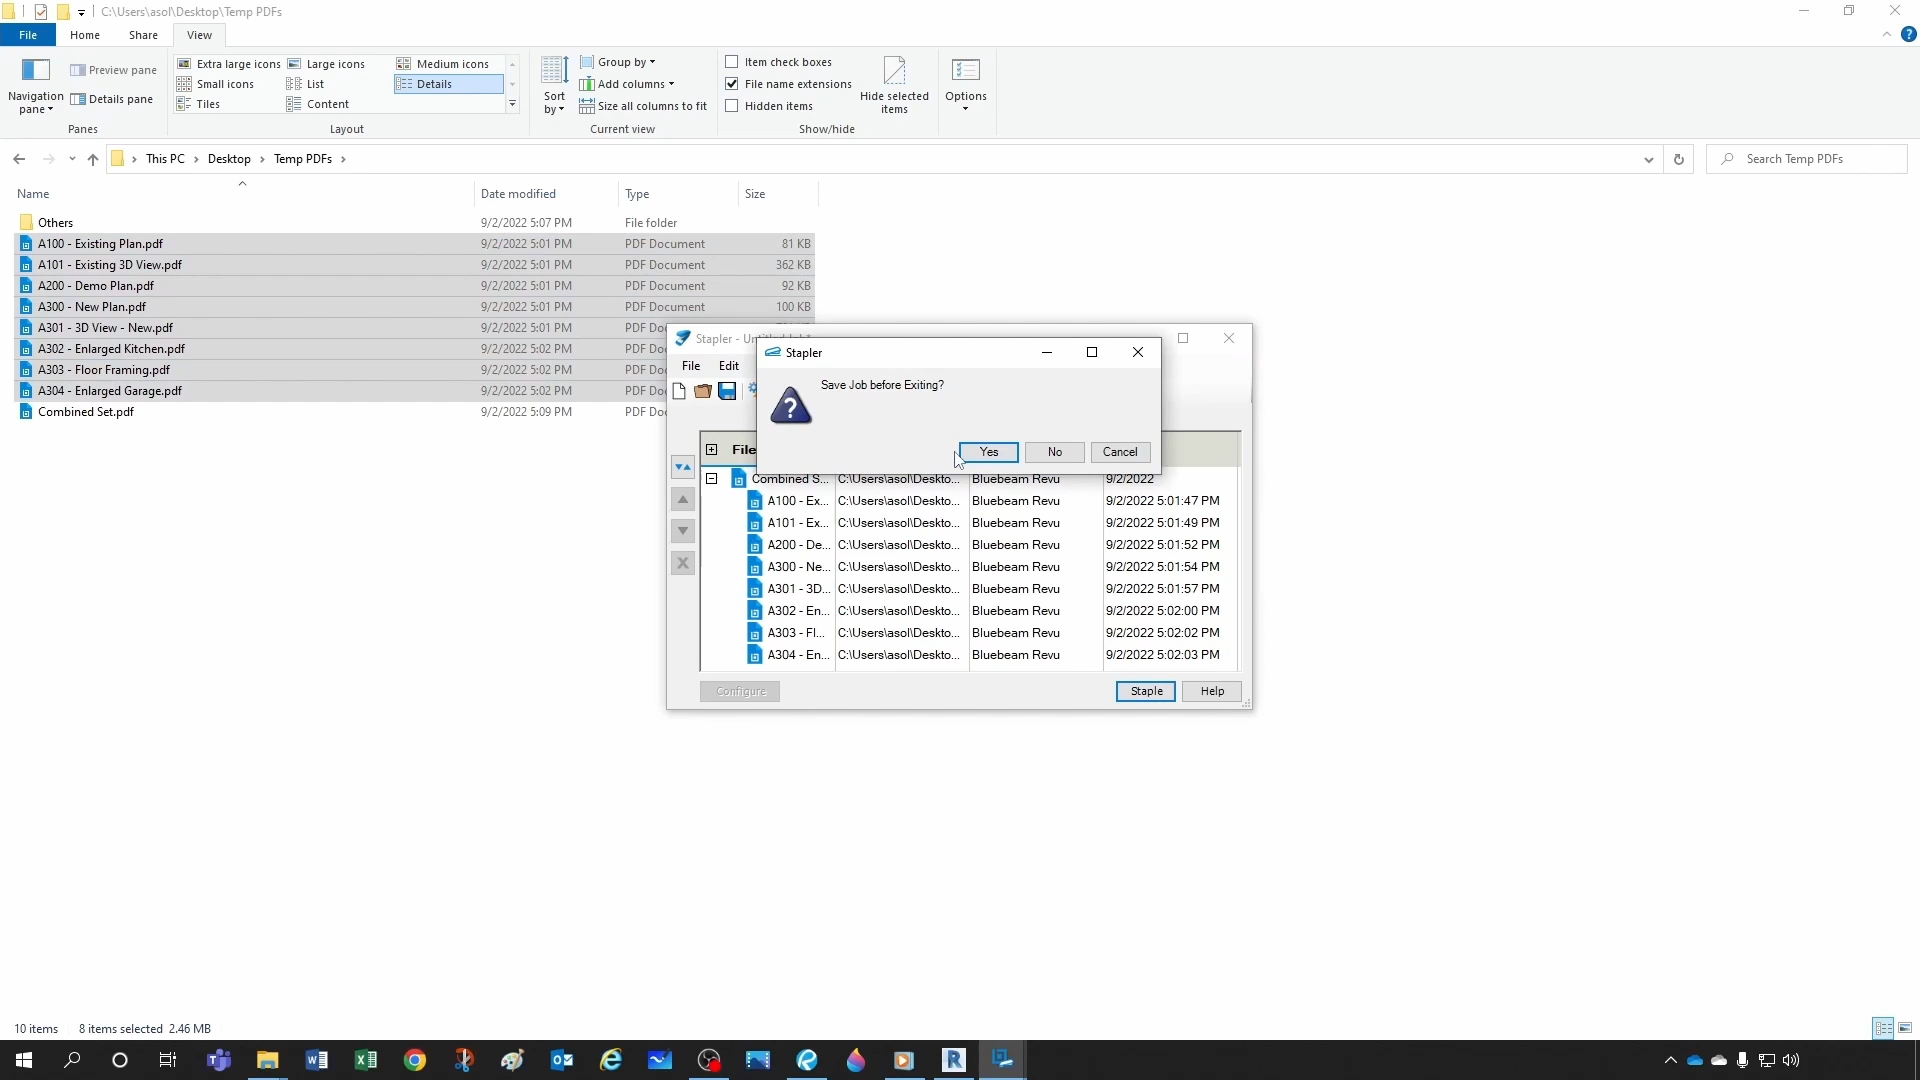 C:\Users\asol\Desktop\Temp PDFs
File Home Share View
Navigation pane
Preview pane
Details pane
Panes
Extra large icons Large icons Medium icons
Small icons List Details
Tiles Content
Layout
Sort by
Group by
Add columns
Size all columns to fit
Current view
Item check boxes
File name extensions
Hidden items
Hide selected items
Show/hide
Options
This PC Desktop Temp PDFs
Search Temp PDFs
Name Date modified Type Size
Others 9/2/2022 5:07 PM File folder
A100 - Existing Plan.pdf 9/2/2022 5:01 PM PDF Document 81 KB
A101 - Existing 3D View.pdf 9/2/2022 5:01 PM PDF Document 362 KB
A200 - Demo Plan.pdf 9/2/2022 5:01 PM PDF Document 92 KB
A300 - New Plan.pdf 9/2/2022 5:01 PM PDF Document 100 KB
A301 - 3D View - New.pdf 9/2/2022 5:01 PM PDF Do
A302 - Enlarged Kitchen.pdf 9/2/2022 5:02 PM PDF Do
A303 - Floor Framing.pdf 9/2/2022 5:02 PM PDF Do
A304 - Enlarged Garage.pdf 9/2/2022 5:02 PM PDF Do
Combined Set.pdf 9/2/2022 5:09 PM PDF Do
Stapler
File Edit
Stapler
Save Job before Exiting?
Yes No Cancel
File
Combined S... C:\Users\asol\Deskto... Bluebeam Revu 9/2/2022
A100 - Ex... C:\Users\asol\Deskto... Bluebeam Revu 9/2/2022 5:01:47 PM
A101 - Ex... C:\Users\asol\Deskto... Bluebeam Revu 9/2/2022 5:01:49 PM
A200 - De... C:\Users\asol\Deskto... Bluebeam Revu 9/2/2022 5:01:52 PM
A300 - Ne... C:\Users\asol\Deskto... Bluebeam Revu 9/2/2022 5:01:54 PM
A301 - 3D... C:\Users\asol\Deskto... Bluebeam Revu 9/2/2022 5:01:57 PM
A302 - En... C:\Users\asol\Deskto... Bluebeam Revu 9/2/2022 5:02:00 PM
A303 - Fl... C:\Users\asol\Deskto... Bluebeam Revu 9/2/2022 5:02:02 PM
A304 - En... C:\Users\asol\Deskto... Bluebeam Revu 9/2/2022 5:02:03 PM
Configure Staple Help
10 items 8 items selected 2.46 MB